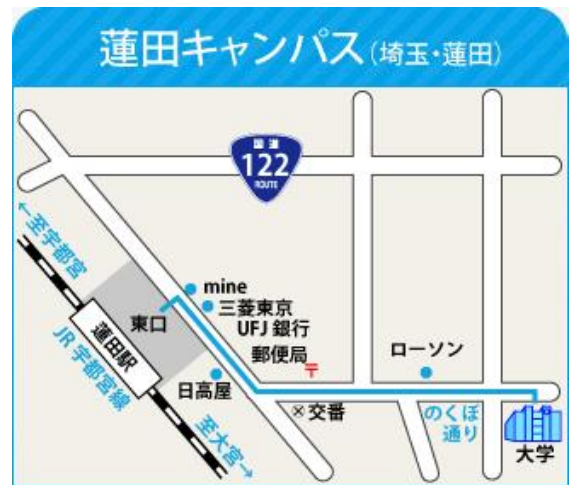 蓮田キャンパス(埼玉・蓮田)
国道
122
ROUTE
←至宇都宮
mine
三菱東京
UFJ銀行
東口
蓮田駅
JR宇都宮線
郵便局
〒
ローソン
日高屋
交番
のくぼ
通り
至大宮→
大学